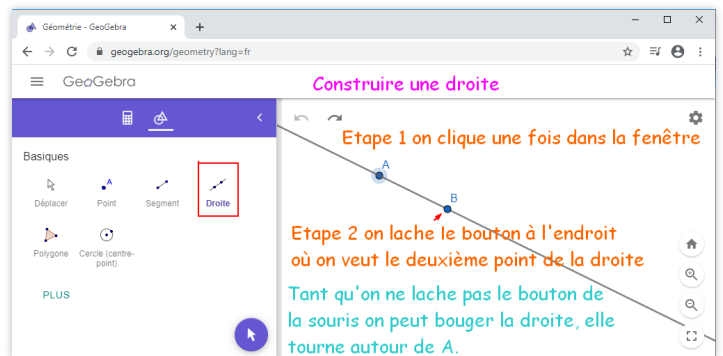 Géométrie - GeoGebra
geogebra.org/geometry?lang=fr
GeoGebra
Construire une droite
Etape 1 on clique une fois dans la fenêtre
Basiques
A
Déplacer
Point
Segment
Droite
B
Polygone
Cercle (centre-
point)
Etape 2 on lache le bouton à l'endroit
où on veut le deuxième point de la droite
PLUS
Tant qu'on ne lache pas le bouton de
la souris on peut bouger la droite, elle
tourne autour de A.